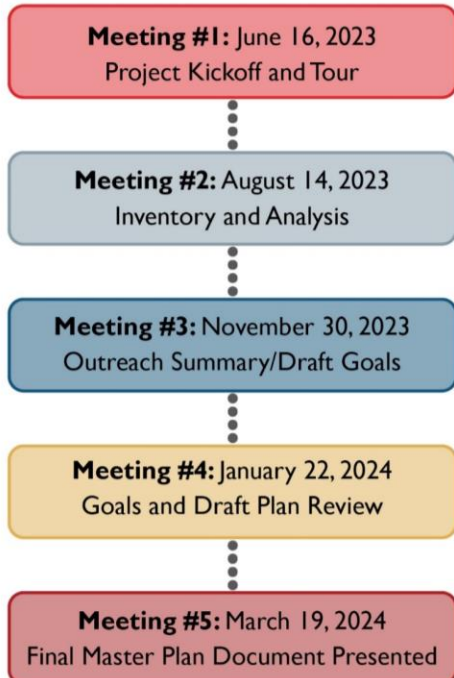 Meeting #1: June 16, 2023
Project Kickoff and Tour
Meeting #2: August 14, 2023
Inventory and Analysis
Meeting #3: November 30, 2023
Outreach Summary/Draft Goals
Meeting #4: January 22, 2024
Goals and Draft Plan Review
Meeting #5: March 19, 2024
Final Master Plan Document Presented